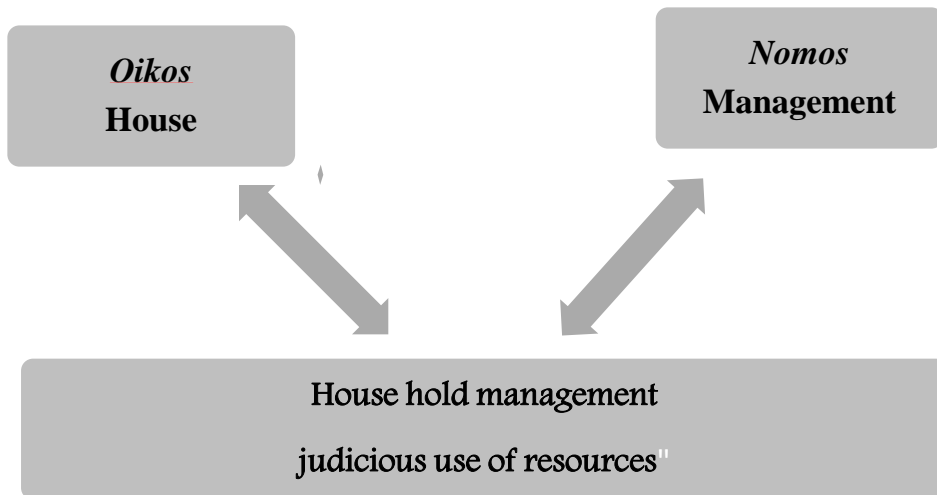 Oikos
House
Nomos
Management
House hold management
judicious use of resources"